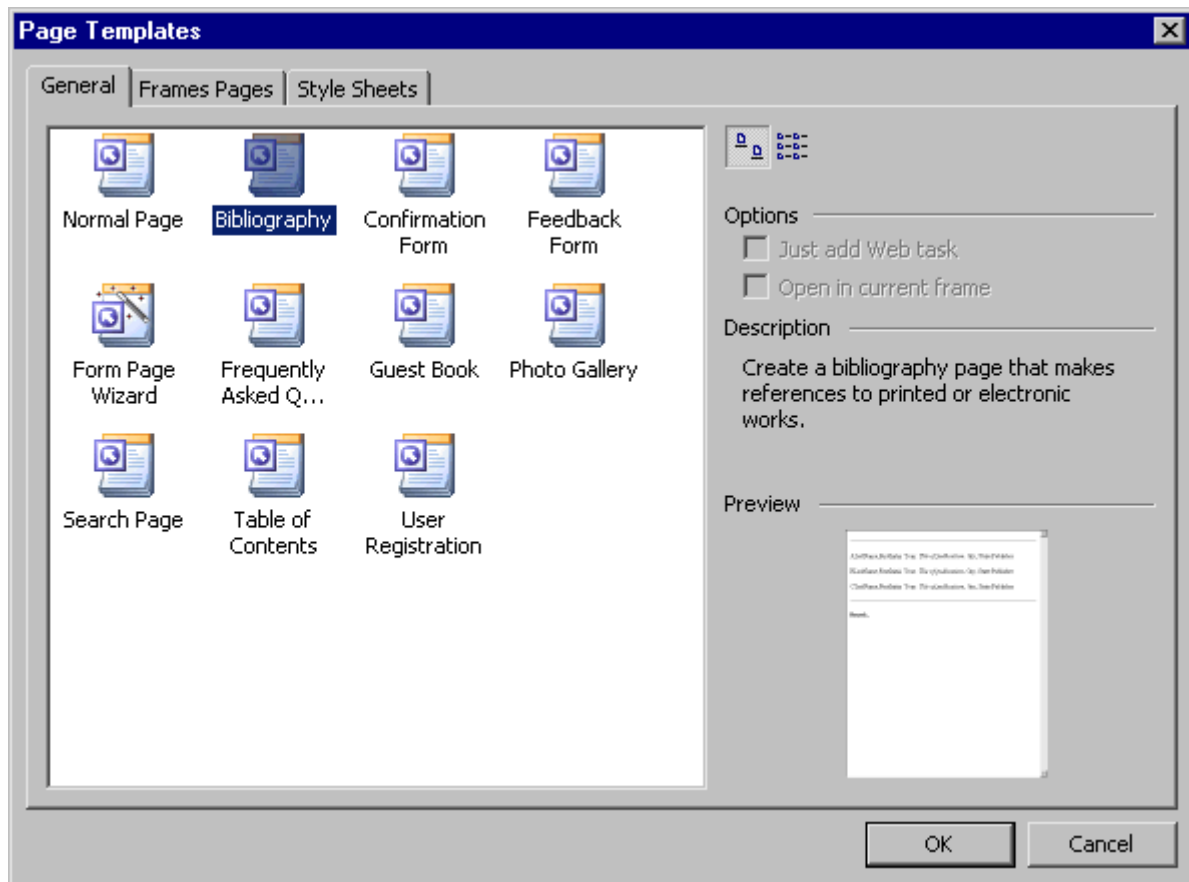 Page Templates
General
Frames Pages
Style Sheets
Normal Page
Bibliography
Confirmation
Form
Feedback
Form
Form Page
Wizard
Frequently
Asked Q...
Guest Book
Photo Gallery
Search Page
Table of
Contents
User
Registration
Options
Just add Web task
Open in current frame
Description
Create a bibliography page that makes
references to printed or electronic
works.
Preview
OK
Cancel